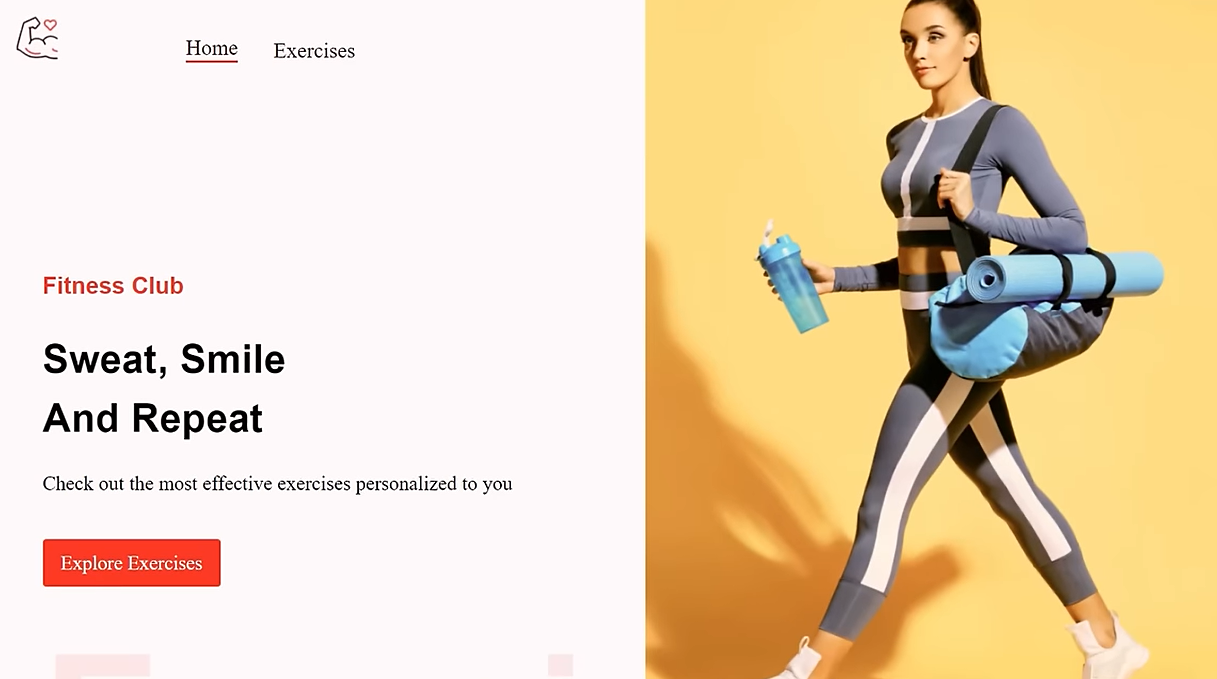 Home
Exercises
Fitness Club
Sweat, Smile
And Repeat
Check out the most effective exercises personalized to you
Explore Exercises